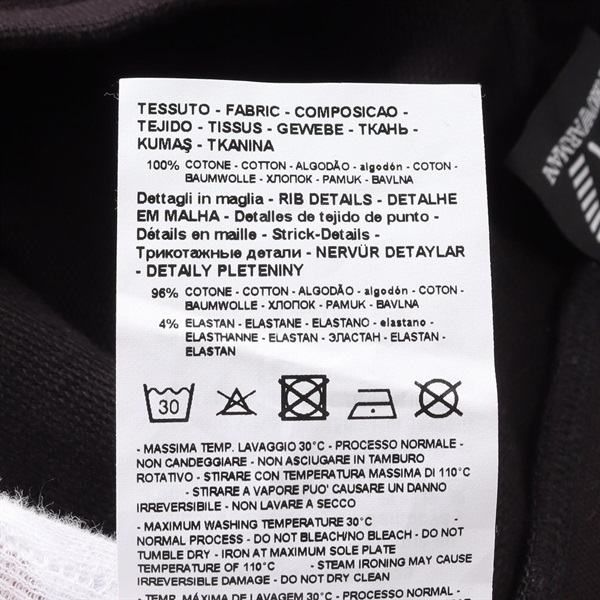 TESSUTO - FABRIC - COMPOSICAO -
TEJIDO - TISSUS - GEWEBE - ТКАНЬ -
KUMAŞ - TKANINA
100% COTONE - COTTON - ALGODÃO - algodón - COTON -
BAUMWOLLE - ХЛОПОК - PAMUK - BAVLNA
Dettagli in maglia - RIB DETAILS - DETALHE
EM MALHA - Detalles de tejido de punto -
Détails en maille - Strick-Details -
Трикотажные детали - NERVÜR DETAYLAR
- DETAILY PLETENINY
96% COTONE - COTTON - ALGODÃO - algodón - COTON -
BAUMWOLLE - ХЛОПОК - PAMUK - BAVLNA
4% ELASTAN - ELASTANE - ELASTANO - elastano -
ELASTHANNE - ELASTAN - ЭЛАСТАН - ELASTAN -
ELASTAN
30
- MASSIMA TEMP. LAVAGGIO 30°C - PROCESSO NORMALE -
NON CANDEGGIARE - NON ASCIUGARE IN TAMBURO
ROTATIVO - STIRARE CON TEMPERATURA MASSIMA DI 110°C
- STIRARE A VAPORE PUO' CAUSARE UN DANNO
IRREVERSIBILE - NON LAVARE A SECCO
- MAXIMUM WASHING TEMPERATURE 30°C -
NORMAL PROCESS - DO NOT BLEACH/NO BLEACH - DO NOT
TUMBLE DRY - IRON AT MAXIMUM SOLE PLATE
TEMPERATURE OF 110°C - STEAM IRONING MAY CAUSE
IRREVERSIBLE DAMAGE - DO NOT DRY CLEAN
- TEMP. MÁXIMA DE LAVAGEM 30°C - PROCESSO